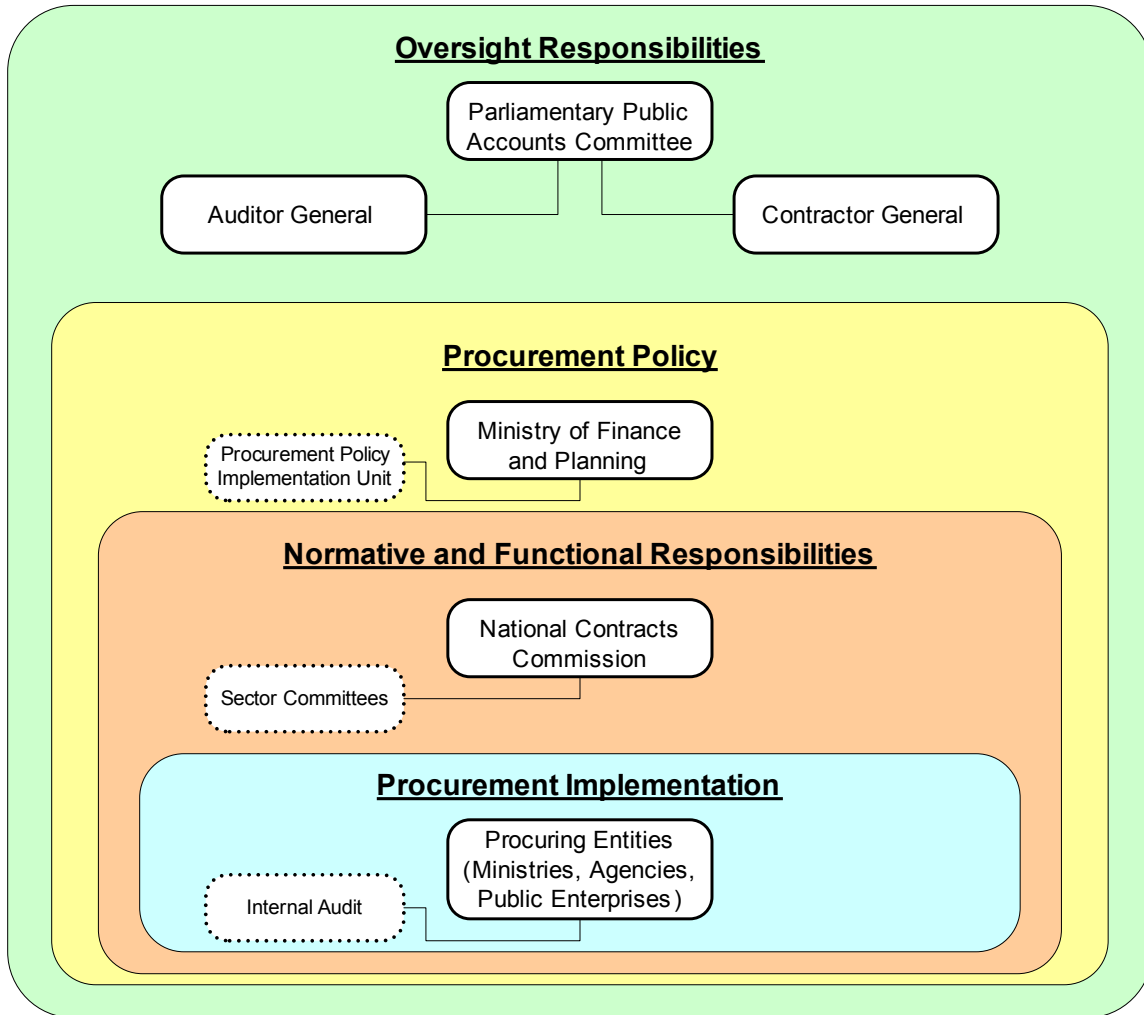 Oversight Responsibilities
Parliamentary Public
Accounts Committee
Auditor General
Contractor General
Procurement Policy
Ministry of Finance
and Planning
Procurement Policy
Implementation Unit
Normative and Functional Responsibilities
National Contracts
Commission
Sector Committees
Procurement Implementation
Procuring Entities
(Ministries, Agencies,
Public Enterprises)
Internal Audit